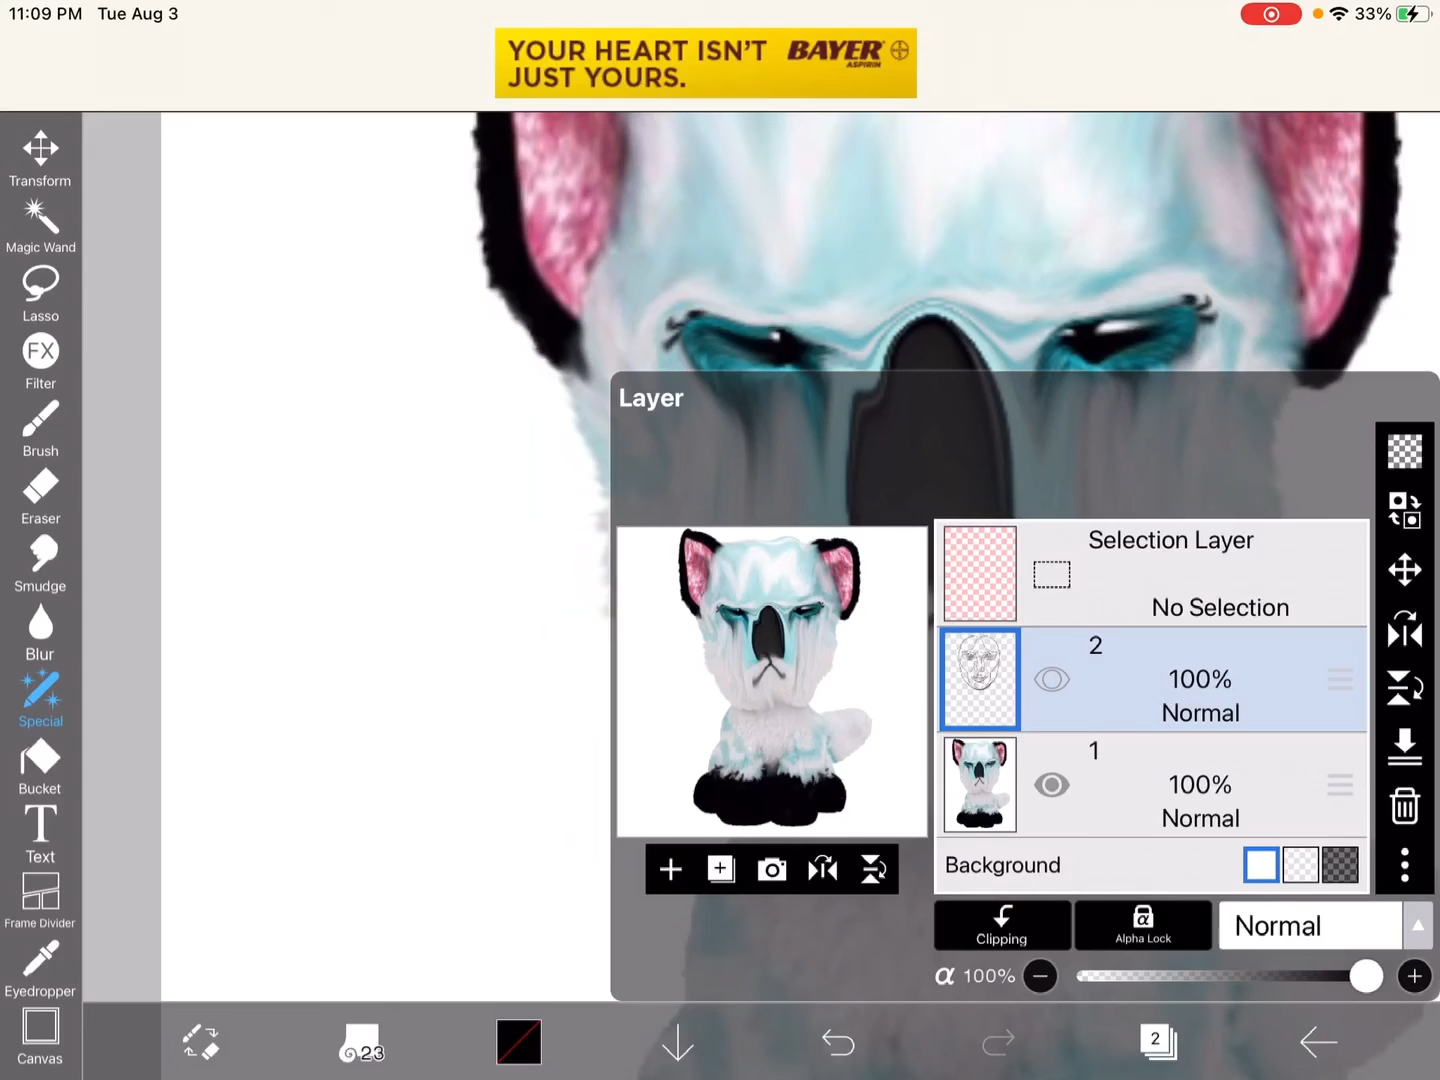 11:09 PM Tue Aug 3
33%
YOUR HEART ISN'T
JUST YOURS.
BAYER
ASPIRIN
Transform
Magic Wand
Lasso
FX
Filter
Brush
Eraser
Smudge
Blur
Special
Bucket
T
Text
Frame Divider
Eyedropper
Canvas
Layer
Selection Layer
No Selection
2
100%
Normal
1
100%
Normal
Background
Clipping
α
Alpha Lock
Normal
α 100%
23
2